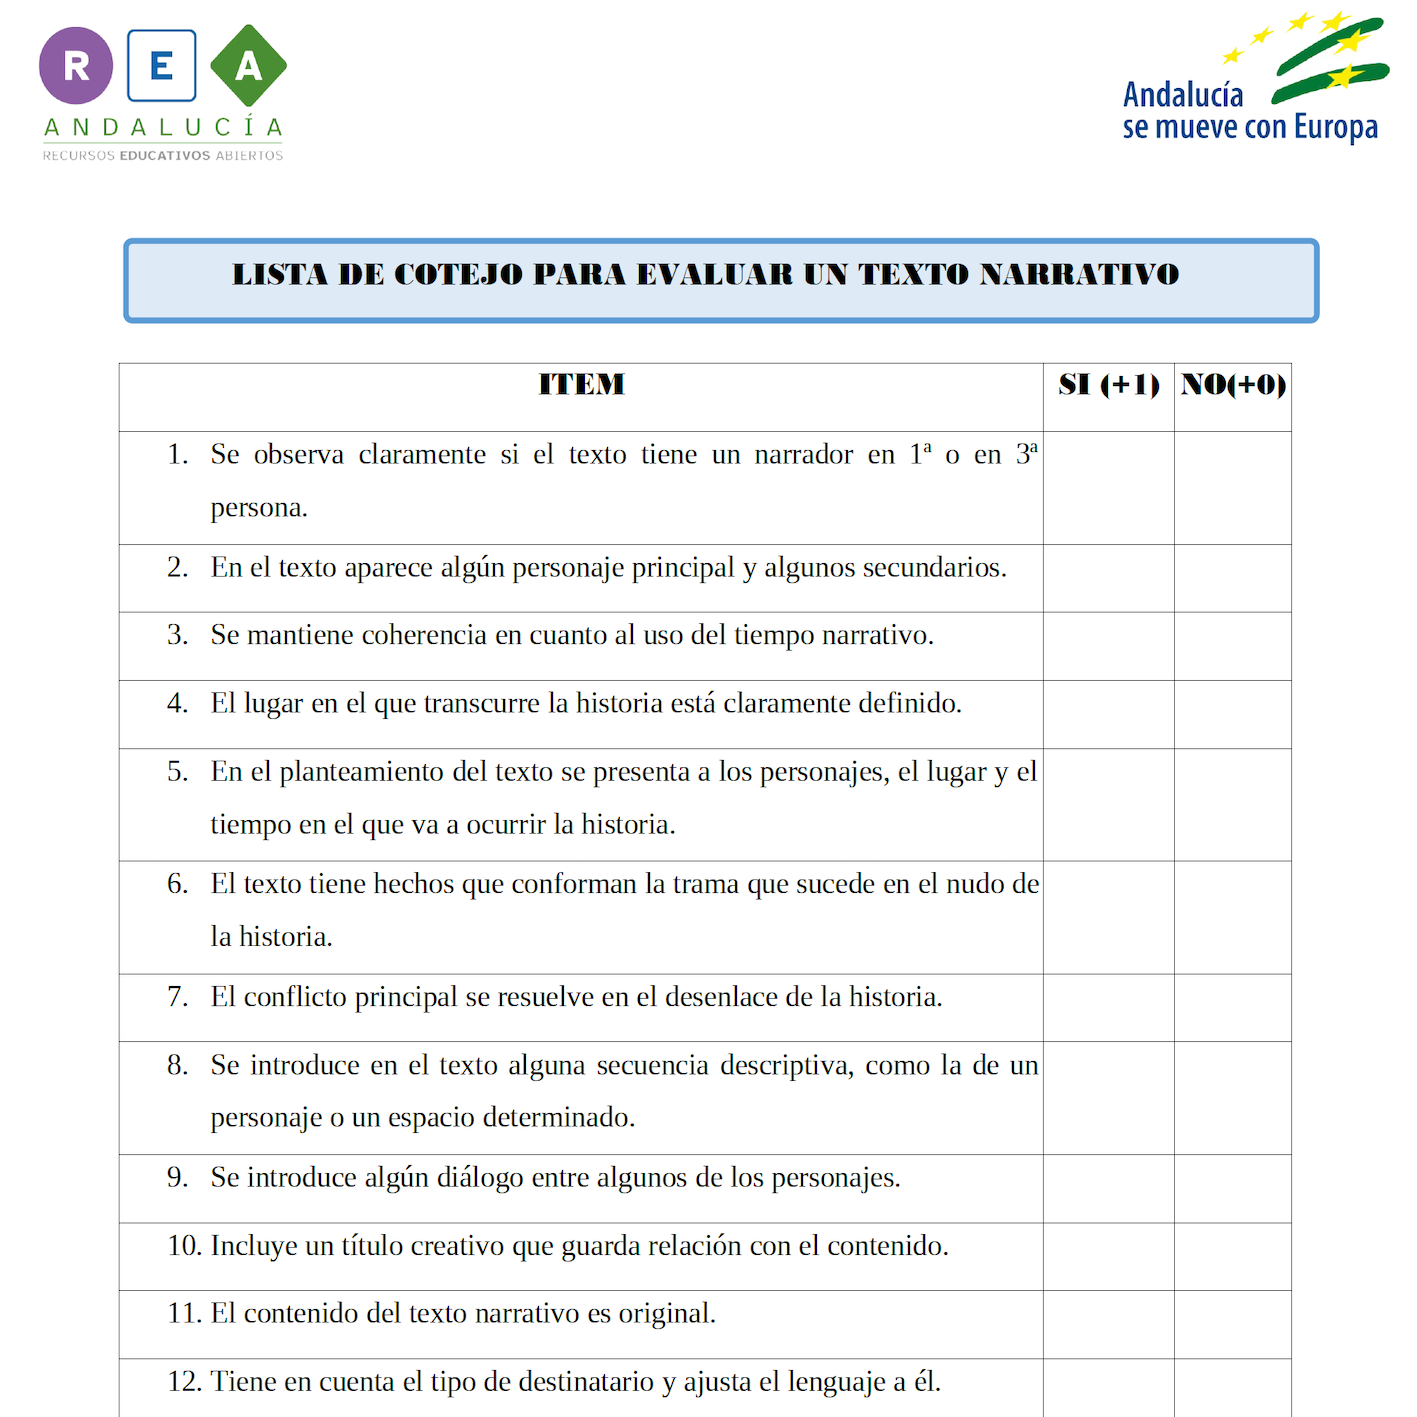 R E A
ANDALUCÍA
RECURSOS EDUCATIVOS ABIERTOS
Andalucía
se mueve con Europa
LISTA DE COTEJO PARA EVALUAR UN TEXTO NARRATIVO
ITEM SI (+1) NO(+0)
1. Se observa claramente si el texto tiene un narrador en 1ª o en 3ª
persona.
2. En el texto aparece algún personaje principal y algunos secundarios.
3. Se mantiene coherencia en cuanto al uso del tiempo narrativo.
4. El lugar en el que transcurre la historia está claramente definido.
5. En el planteamiento del texto se presenta a los personajes, el lugar y el
tiempo en el que va a ocurrir la historia.
6. El texto tiene hechos que conforman la trama que sucede en el nudo de
la historia.
7. El conflicto principal se resuelve en el desenlace de la historia.
8. Se introduce en el texto alguna secuencia descriptiva, como la de un
personaje o un espacio determinado.
9. Se introduce algún diálogo entre algunos de los personajes.
10. Incluye un título creativo que guarda relación con el contenido.
11. El contenido del texto narrativo es original.
12. Tiene en cuenta el tipo de destinatario y ajusta el lenguaje a él.